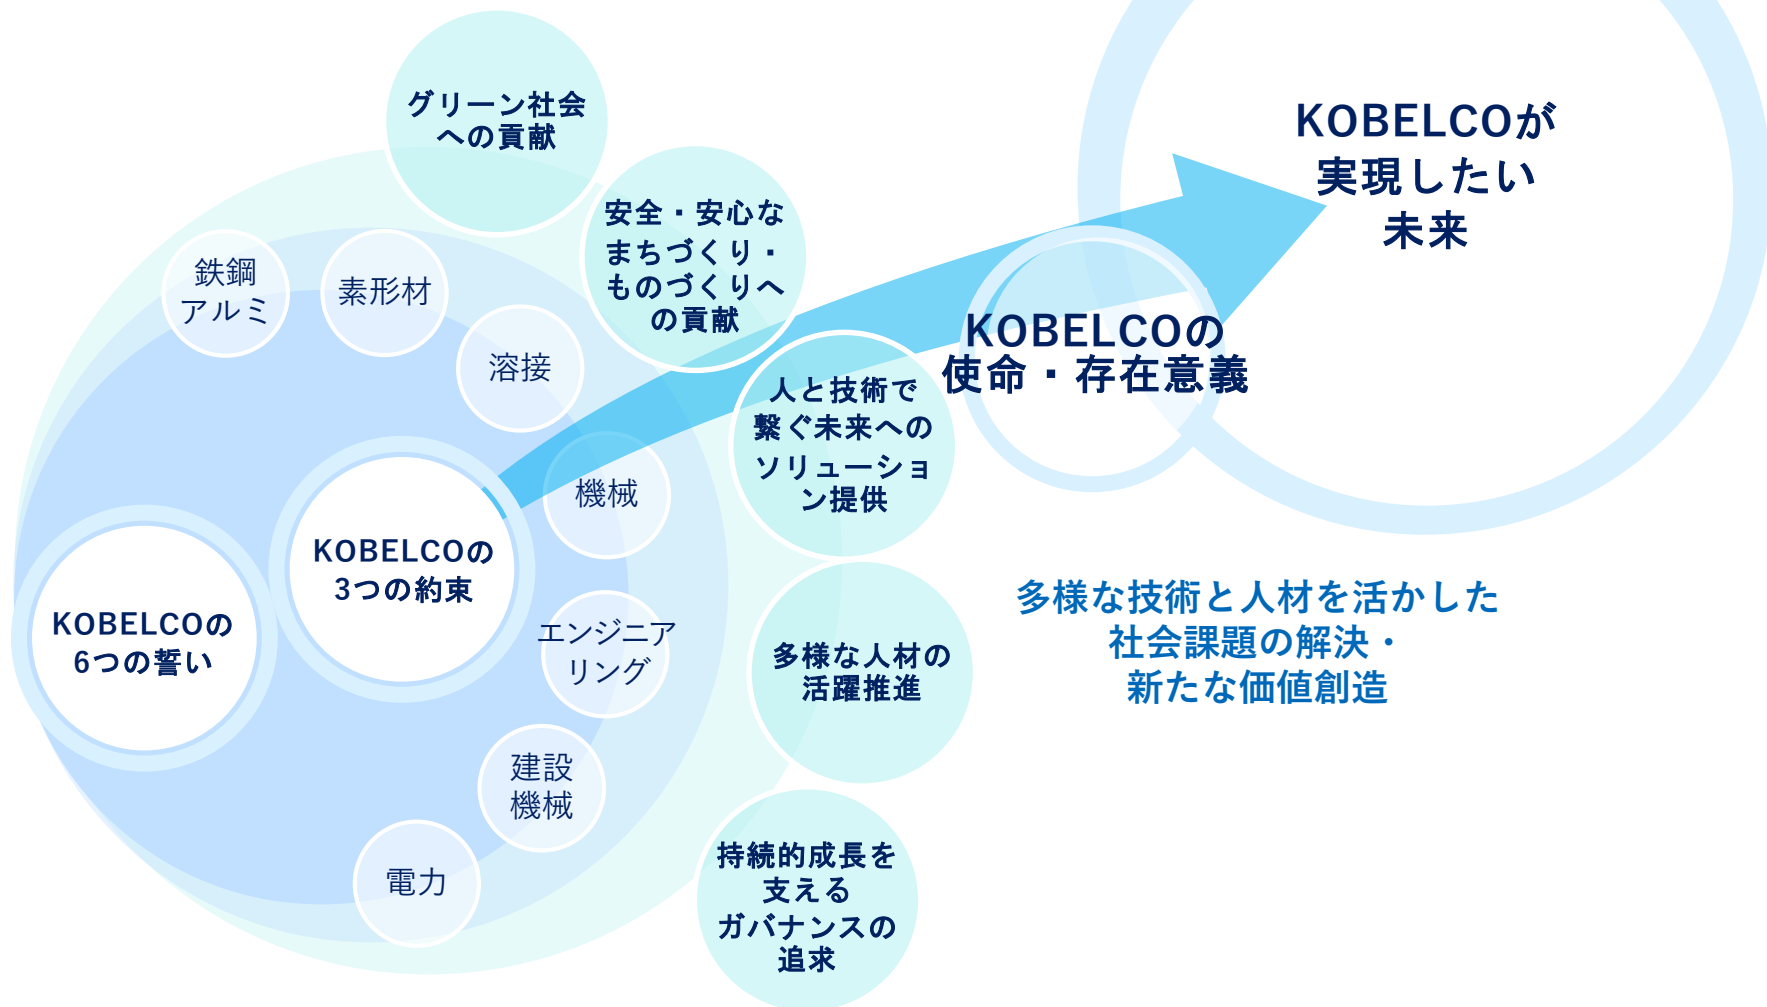 グリーン社会
への貢献
安全・安心な
まちづくり・
ものづくりへ
の貢献
人と技術で
繋ぐ未来への
ソリューショ
ン提供
多様な人材の
活躍推進
持続的成長を
支える
ガバナンスの
追求
鉄鋼
アルミ
素形材
溶接
機械
エンジニア
リング
建設
機械
電力
KOBELCOの
3つの約束
KOBELCOの
6つの誓い
KOBELCOの
使命・存在意義
KOBELCOが
実現したい
未来
多様な技術と人材を活かした
社会課題の解決・
新たな価値創造